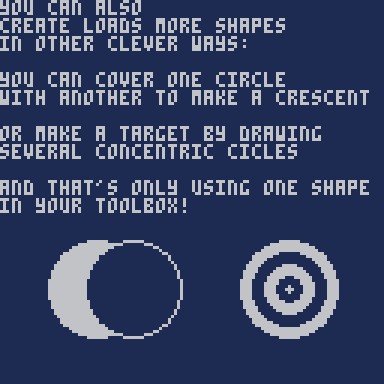 YOU CAN ALSO
CREATE LOADS MORE SHAPES
IN OTHER CLEVER WAYS:
YOU CAN COVER ONE CIRCLE
WITH ANOTHER TO MAKE A CRESCENT
OR MAKE A TARGET BY DRAWING
SEVERAL CONCENTRIC CICLES
AND THAT'S ONLY USING ONE SHAPE
IN YOUR TOOLBOX!